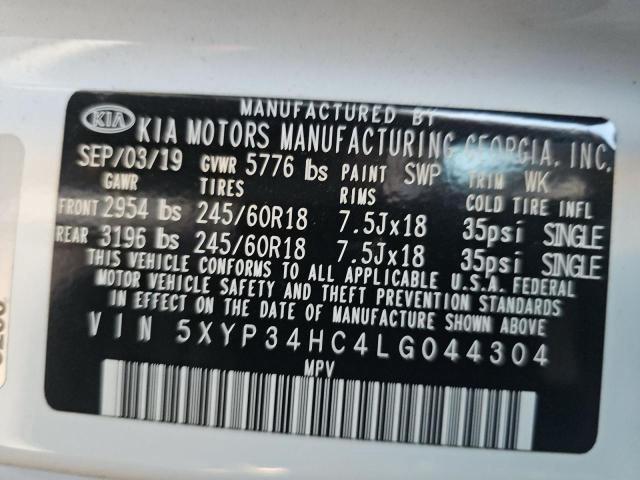 MANUFACTURED BY
KIA KIA MOTORS MANUFACTURING GEORGIA, INC.
SEP/03/19 GVWR 5776 lbs PAINT SWP TRIM WK
GAWR TIRES RIMS COLD TIRE INFL
FRONT 2954 lbs 245/60R18 7.5Jx18 35psi SINGLE
REAR 3196 lbs 245/60R18 7.5Jx18 35psi SINGLE
THIS VEHICLE CONFORMS TO ALL APPLICABLE U.S.A. FEDERAL
MOTOR VEHICLE SAFETY AND THEFT PREVENTION STANDARDS
IN EFFECT ON THE DATE OF MANUFACTURE SHOWN ABOVE
VIN 5XYP34HC4LG044304
MPV